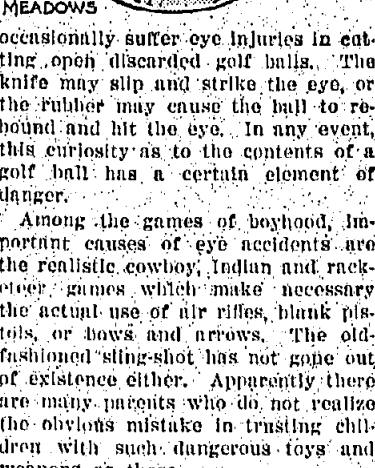 MEADOWS
occasionally suffer eye injuries in cut-
ting open discarded golf balls. The
knife may slip and strike the eye, or
the rubber may cause the ball to re-
bound and hit the eye. In any event,
this curiosity as to the contents of a
golf ball has a certain element of
danger.
Among the games of boyhood, im-
portant causes of eye accidents are
the realistic cowboy, Indian and rack-
eteer games which make necessary
the actual use of air rifles, blank pis-
tols, or bows and arrows. The old-
fashioned sling-shot has not gone out
of existence either. Apparently there
are many parents who do not realize
the obvious mistake in trusting chil-
dren with such dangerous toys and